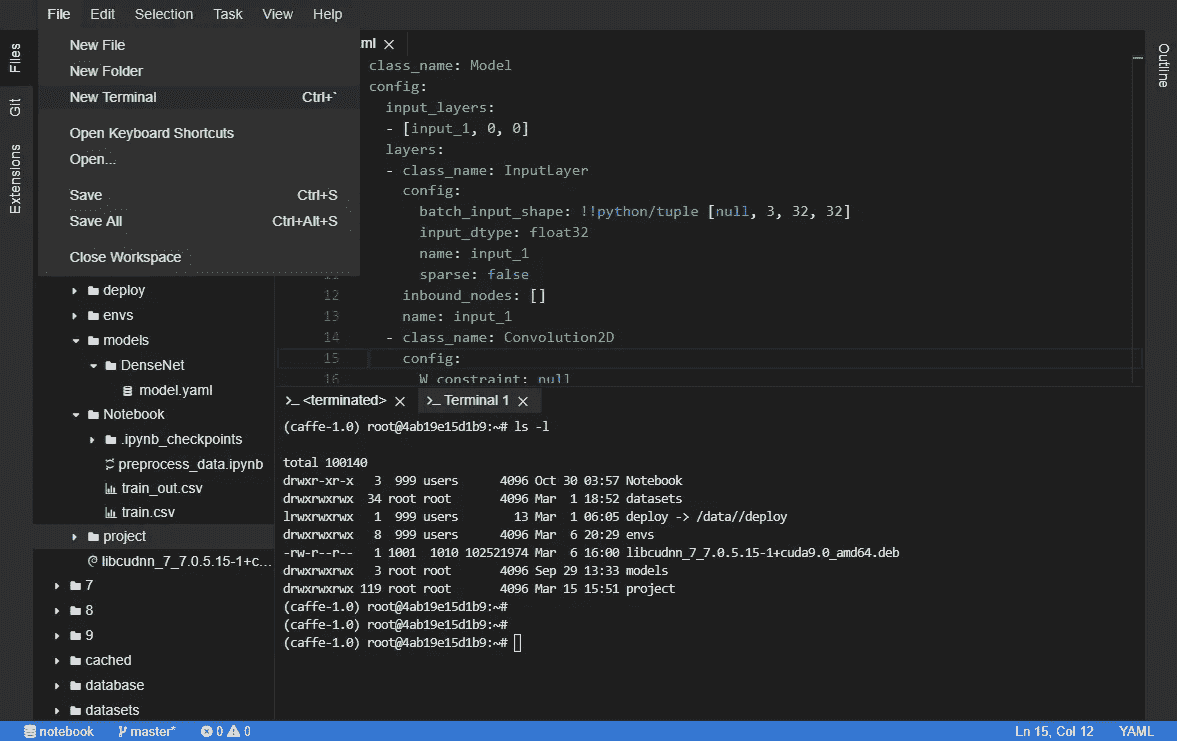 File Edit Selection Task View Help
Files
Git
Extensions
New File
New Folder
New Terminal Ctrl+`
Open Keyboard Shortcuts
Open...
Save Ctrl+S
Save All Ctrl+Alt+S
Close Workspace
deploy
envs
models
DenseNet
model.yaml
Notebook
.ipynb_checkpoints
preprocess_data.ipynb
train_out.csv
train.csv
project
libcudnn_7_7.0.5.15-1+c...
7
8
9
cached
database
datasets
ml
class_name: Model
config:
input_layers:
- [input_1, 0, 0]
layers:
- class_name: InputLayer
config:
batch_input_shape: !!python/tuple [null, 3, 32, 32]
input_dtype: float32
name: input_1
sparse: false
12 inbound_nodes: []
13 name: input_1
14 - class_name: Convolution2D
15 config:
16 W_constraint: null
Outline
>_ <terminated> >_ Terminal 1
(caffe-1.0) root@4ab19e15d1b9:~# ls -l
total 100140
drwxr-xr-x 3 999 users 4096 Oct 30 03:57 Notebook
drwxrwxrwx 34 root root 4096 Mar 1 18:52 datasets
lrwxrwxrwx 1 999 users 13 Mar 1 06:05 deploy -> /data//deploy
drwxrwxrwx 8 999 users 4096 Mar 6 20:29 envs
-rw-r--r-- 1 1001 1010 102521974 Mar 6 16:00 libcudnn_7_7.0.5.15-1+cuda9.0_amd64.deb
drwxrwxrwx 3 root root 4096 Sep 29 13:33 models
drwxrwxrwx 119 root root 4096 Mar 15 15:51 project
(caffe-1.0) root@4ab19e15d1b9:~#
(caffe-1.0) root@4ab19e15d1b9:~#
(caffe-1.0) root@4ab19e15d1b9:~#
notebook master* 0 0 Ln 15, Col 12 YAML